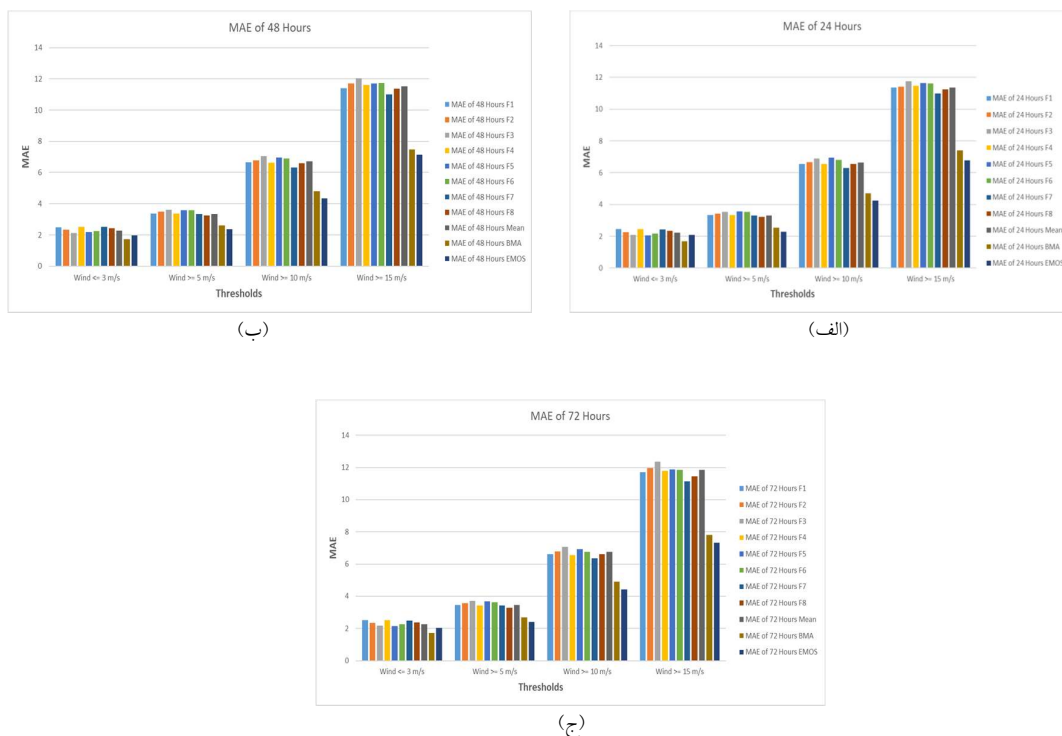 MAE of 48 Hours
14
12
10
8
6
4
2
0
MAE
Wind <= 3 m/s
Wind >= 5 m/s
Wind >= 10 m/s
Wind >= 15 m/s
Thresholds
MAE of 48 Hours F1
MAE of 48 Hours F2
MAE of 48 Hours F3
MAE of 48 Hours F4
MAE of 48 Hours F5
MAE of 48 Hours F6
MAE of 48 Hours F7
MAE of 48 Hours F8
MAE of 48 Hours Mean
MAE of 48 Hours BMA
MAE of 48 Hours EMOS
(ب)
MAE of 24 Hours
14
12
10
8
6
4
2
0
MAE
Wind <= 3 m/s
Wind >= 5 m/s
Wind >= 10 m/s
Wind >= 15 m/s
Thresholds
MAE of 24 Hours F1
MAE of 24 Hours F2
MAE of 24 Hours F3
MAE of 24 Hours F4
MAE of 24 Hours F5
MAE of 24 Hours F6
MAE of 24 Hours F7
MAE of 24 Hours F8
MAE of 24 Hours Mean
MAE of 24 Hours BMA
MAE of 24 Hours EMOS
(الف)
MAE of 72 Hours
14
12
10
8
6
4
2
0
MAE
Wind <= 3 m/s
Wind >= 5 m/s
Wind >= 10 m/s
Wind >= 15 m/s
Thresholds
MAE of 72 Hours F1
MAE of 72 Hours F2
MAE of 72 Hours F3
MAE of 72 Hours F4
MAE of 72 Hours F5
MAE of 72 Hours F6
MAE of 72 Hours F7
MAE of 72 Hours F8
MAE of 72 Hours Mean
MAE of 72 Hours BMA
MAE of 72 Hours EMOS
(ج)